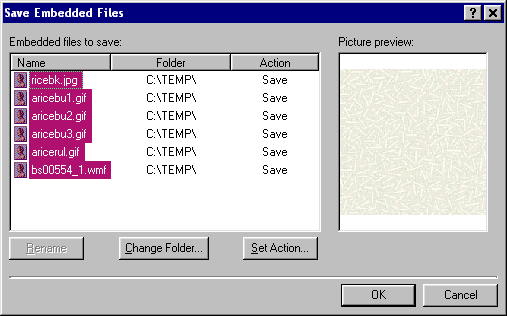 Save Embedded Files
Embedded files to save:
Picture preview:
Name Folder Action
ricebk.jpg C:\TEMP\ Save
aricebu1.gif C:\TEMP\ Save
aricebu2.gif C:\TEMP\ Save
aricebu3.gif C:\TEMP\ Save
aricerul.gif C:\TEMP\ Save
bs00554_1.wmf C:\TEMP\ Save
Rename Change Folder... Set Action...
OK Cancel